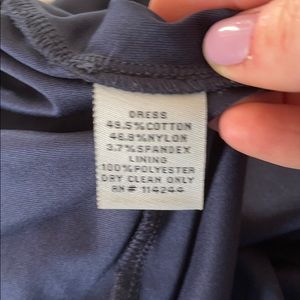 DRESS
49.5%COTTON
46.8%NYLON
3.7%SPANDEX
LINING
100%POLYESTER
DRY CLEAN ONLY
RN# 114244